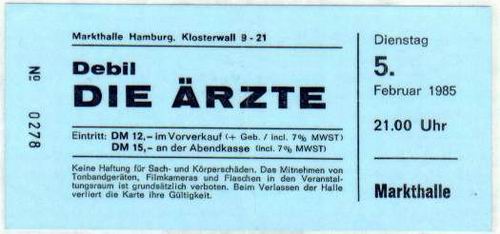 Markthalle Hamburg, Klosterwall 9 - 21
Debil
DIE ÄRZTE
Eintritt: DM 12,– im Vorverkauf (+ Geb. / incl. 7% MWST)
DM 15,– an der Abendkasse (incl. 7% MWST)
Keine Haftung für Sach- und Körperschäden. Das Mitnehmen von
Tonbandgeräten, Filmkameras und Flaschen in den Veranstal-
tungsraum ist grundsätzlich verboten. Beim Verlassen der Halle
verliert die Karte ihre Gültigkeit.
Dienstag
5.
Februar 1985
21.00 Uhr
Markthalle
№ 0278